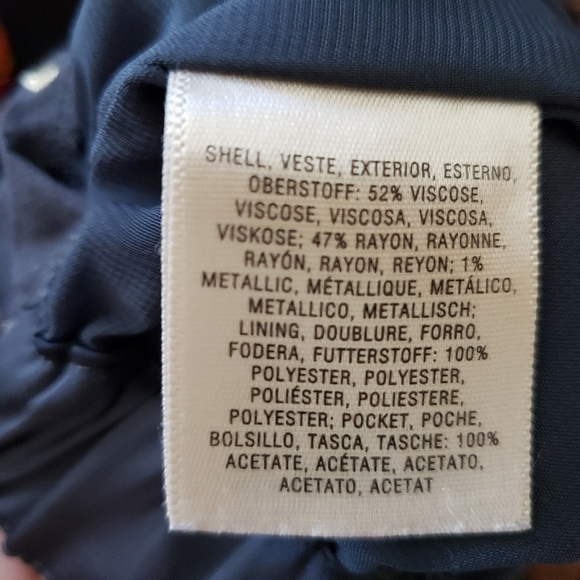 SHELL, VESTE, EXTERIOR, ESTERNO,
OBERSTOFF: 52% VISCOSE,
VISCOSE, VISCOSA, VISCOSA,
VISKOSE; 47% RAYON, RAYONNE,
RAYÓN, RAYON, REYON; 1%
METALLIC, MÉTALLIQUE, METÁLICO,
METALLICO, METALLISCH;
LINING, DOUBLURE, FORRO,
FODERA, FUTTERSTOFF: 100%
POLYESTER, POLYESTER,
POLIÉSTER, POLIESTERE,
POLYESTER; POCKET, POCHE,
BOLSILLO, TASCA, TASCHE: 100%
ACETATE, ACÉTATE, ACETATO,
ACETATO, ACETAT